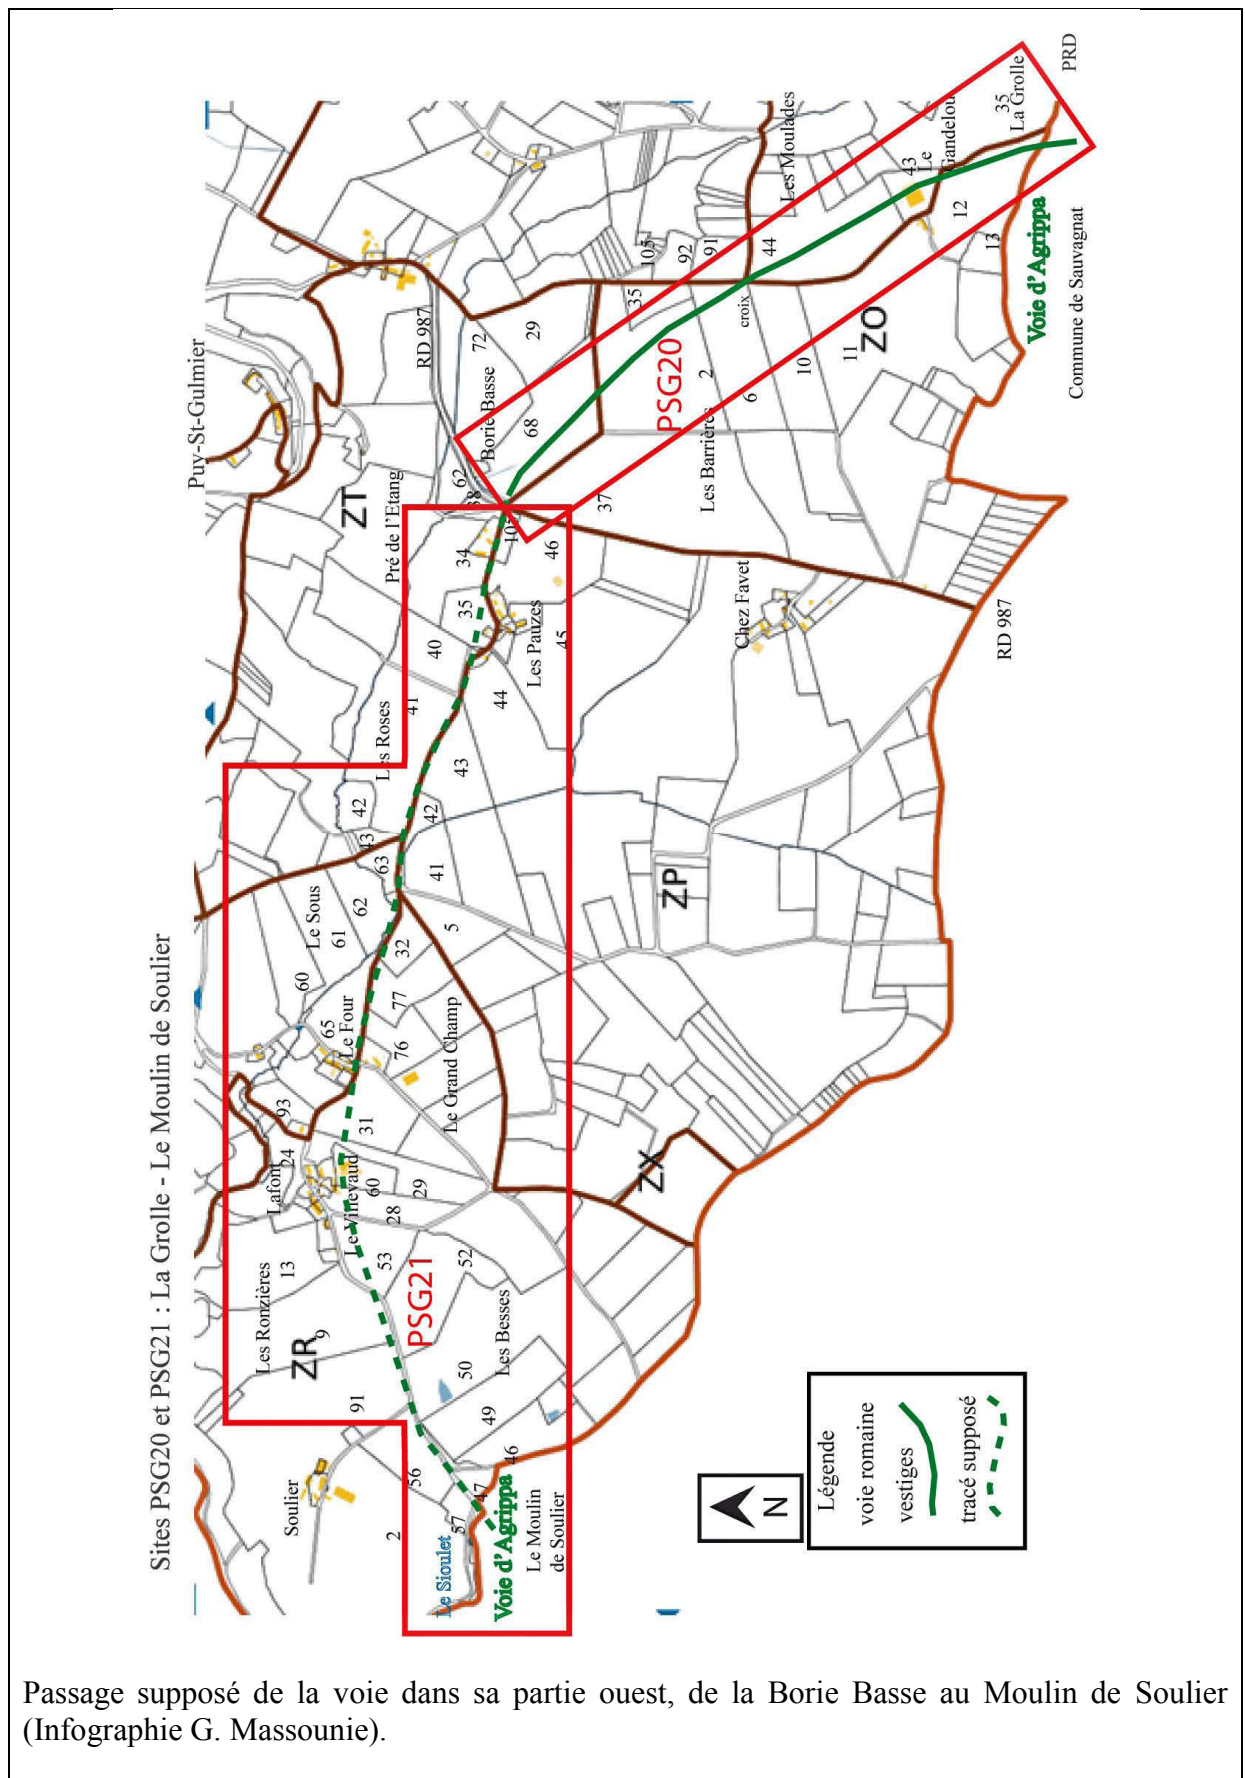 Sites PSG20 et PSG21 : La Grolle - Le Moulin de Soulier
Puy-St-Gulmier
PRD
35
La Grolle
Les Moulades
43
Le
Gandelou
12
13
Voie d'Agrippa
Commune de Sauvagnat
44
105
92
91
croix
35
RD 987
72
29
Borie Basse
68
PSG20
2
6
10
11
ZO
Les Barrières
62
38
37
ZT
Pré de l'Etang
34
105
46
35
40
Les Pauzes
45
44
Chez Favet
RD 987
Les Roses
41
43
42
42
43
63
41
ZP
Le Sous
62
61
60
32
5
77
65
Le Four
76
Le Grand Champ
93
31
24
Lafont
Le Villevaud
60
29
28
ZX
53
52
PSG21
Les Ronzières
13
ZR
9
Les Besses
50
91
49
46
Soulier
56
47
2
57
Le Sioulet
Voie d'Agrippa
Le Moulin
de Soulier
N
Légende
voie romaine
vestiges
tracé supposé
Passage supposé de la voie dans sa partie ouest, de la Borie Basse au Moulin de Soulier
(Infographie G. Massounie).